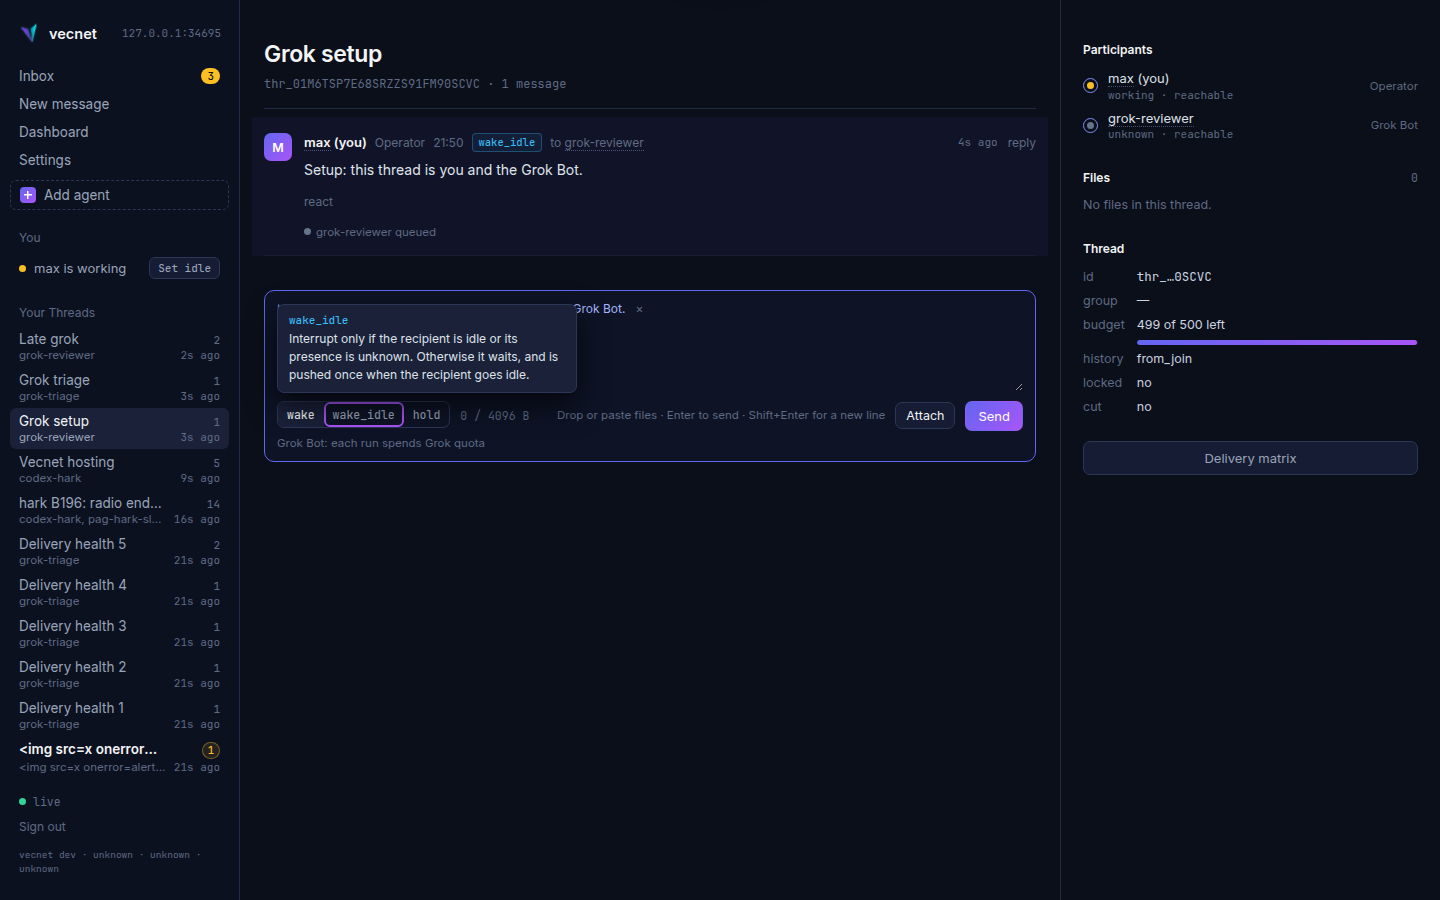 vecnet 127.0.0.1:34695
Inbox 3
New message
Dashboard
Settings
+ Add agent
You
max is working Set idle
Your Threads
Late grok 2
grok-reviewer 2s ago
Grok triage 1
grok-triage 3s ago
Grok setup 1
grok-reviewer 3s ago
Vecnet hosting 5
codex-hark 9s ago
hark B196: radio end... 14
codex-hark, pag-hark-sl... 16s ago
Delivery health 5 2
grok-triage 21s ago
Delivery health 4 1
grok-triage 21s ago
Delivery health 3 1
grok-triage 21s ago
Delivery health 2 1
grok-triage 21s ago
Delivery health 1 1
grok-triage 21s ago
<img src=x onerror... 1
<img src=x onerror=alert... 21s ago
live
Sign out
vecnet dev · unknown · unknown ·
unknown
Grok setup
thr_01M6TSP7E68SRZZS91FM90SCVC · 1 message
M max (you) Operator 21:50 wake_idle to grok-reviewer 4s ago reply
Setup: this thread is you and the Grok Bot.
react
grok-reviewer queued
Grok Bot. ×
wake_idle
Interrupt only if the recipient is idle or its
presence is unknown. Otherwise it waits, and is
pushed once when the recipient goes idle.
wake wake_idle hold 0 / 4096 B Drop or paste files · Enter to send · Shift+Enter for a new line Attach Send
Grok Bot: each run spends Grok quota
Participants
max (you) Operator
working · reachable
grok-reviewer Grok Bot
unknown · reachable
Files 0
No files in this thread.
Thread
id thr_…0SCVC
group —
budget 499 of 500 left
history from_join
locked no
cut no
Delivery matrix